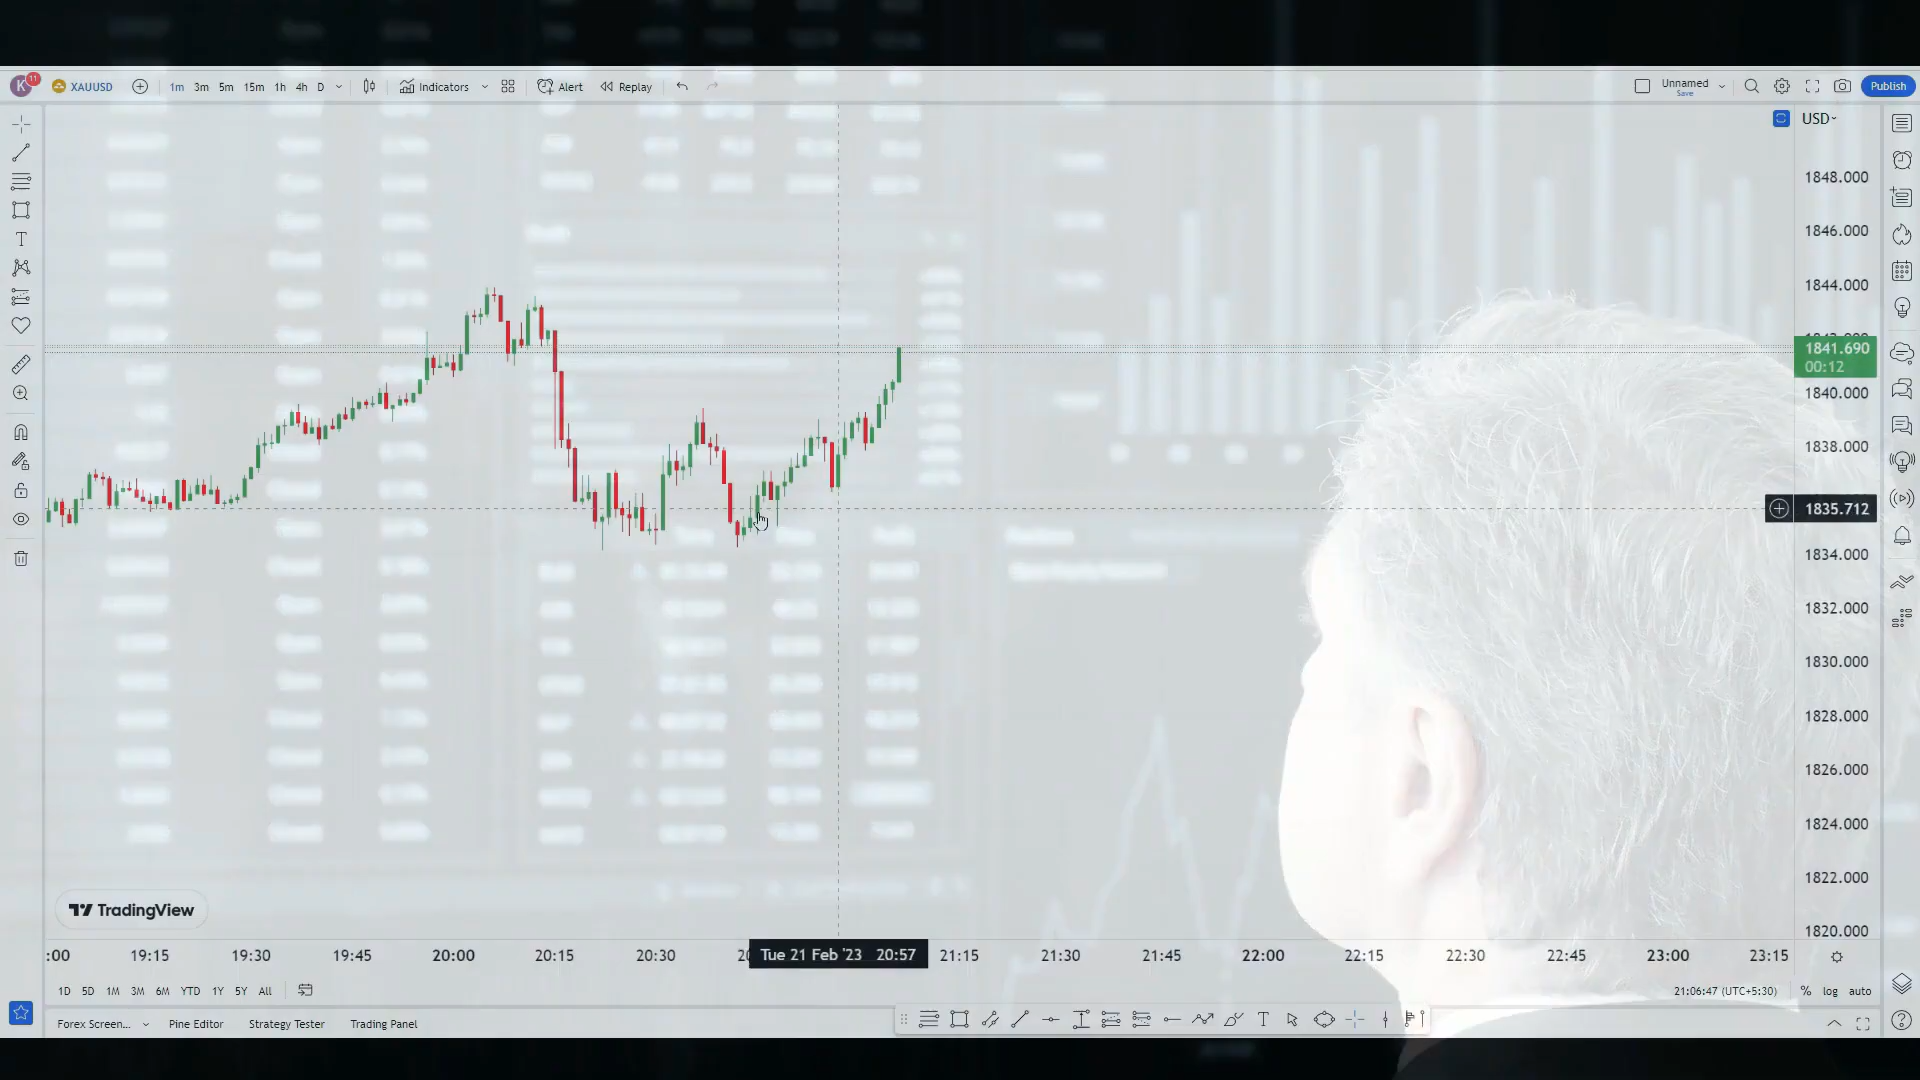 K 11 XAUUSD 1m 3m 5m 15m 1h 4h D Indicators Alert Replay Unnamed Save Publish
USD
1848.000
1846.000
1844.000
1841.690
00:12
1840.000
1838.000
1835.712
1834.000
1832.000
1830.000
1828.000
1826.000
1824.000
1822.000
1820.000
TradingView
:00 19:15 19:30 19:45 20:00 20:15 20:30 Tue 21 Feb '23 20:57 21:15 21:30 21:45 22:00 22:15 22:30 22:45 23:00 23:15
1D 5D 1M 3M 6M YTD 1Y 5Y All 21:06:47 (UTC+5:30) % log auto
Forex Screen... Pine Editor Strategy Tester Trading Panel